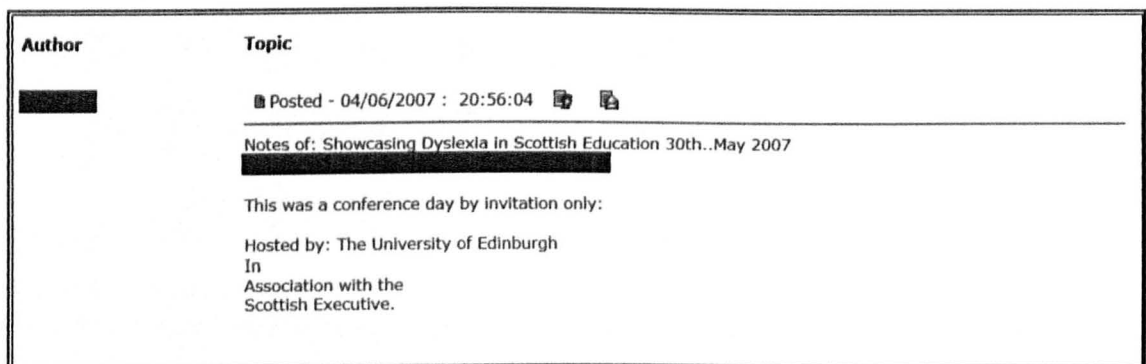 Author Topic
Posted - 04/06/2007 : 20:56:04
Notes of: Showcasing Dyslexia in Scottish Education 30th..May 2007
This was a conference day by invitation only:
Hosted by: The University of Edinburgh
In
Association with the
Scottish Executive.